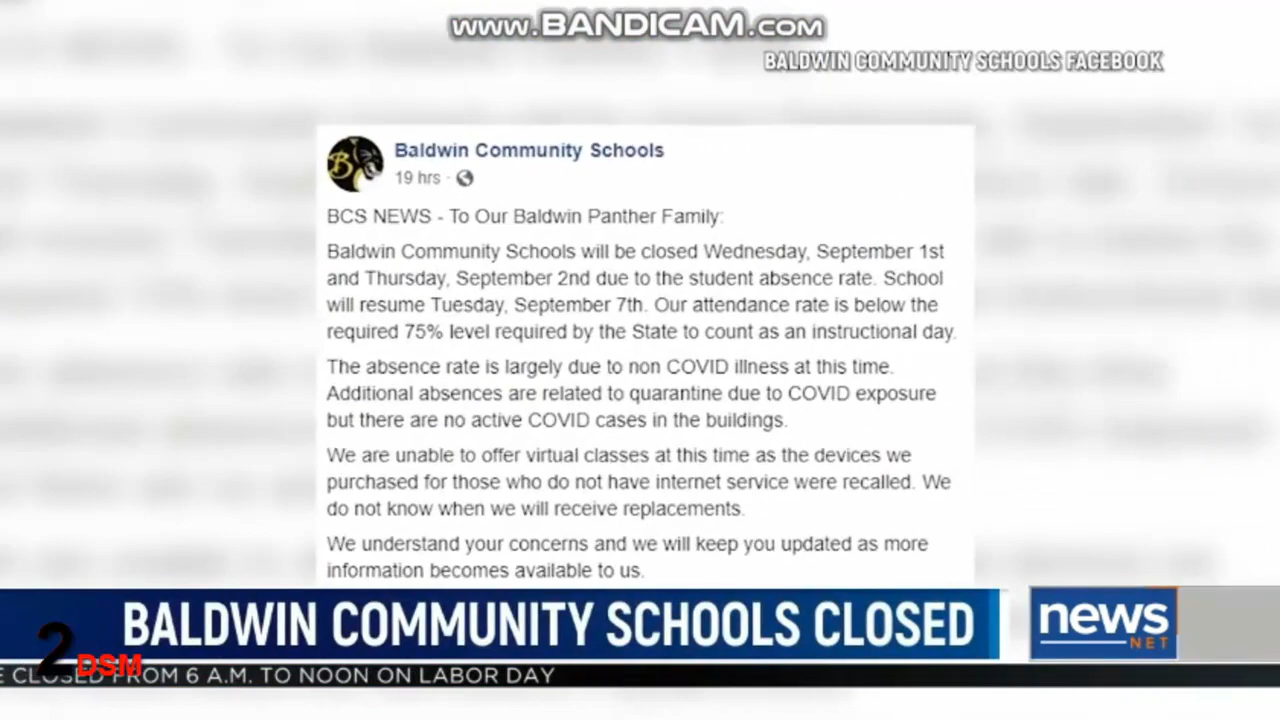 www.BANDICAM.com
BALDWIN COMMUNITY SCHOOLS FACEBOOK
B
Baldwin Community Schools
19 hrs ·
BCS NEWS - To Our Baldwin Panther Family:
Baldwin Community Schools will be closed Wednesday, September 1st
and Thursday, September 2nd due to the student absence rate. School
will resume Tuesday, September 7th. Our attendance rate is below the
required 75% level required by the State to count as an instructional day.
The absence rate is largely due to non COVID illness at this time.
Additional absences are related to quarantine due to COVID exposure
but there are no active COVID cases in the buildings.
We are unable to offer virtual classes at this time as the devices we
purchased for those who do not have internet service were recalled. We
do not know when we will receive replacements.
We understand your concerns and we will keep you updated as more
information becomes available to us.
BALDWIN COMMUNITY SCHOOLS CLOSED
news
NET
2
DSM
E CLOSED FROM 6 A.M. TO NOON ON LABOR DAY